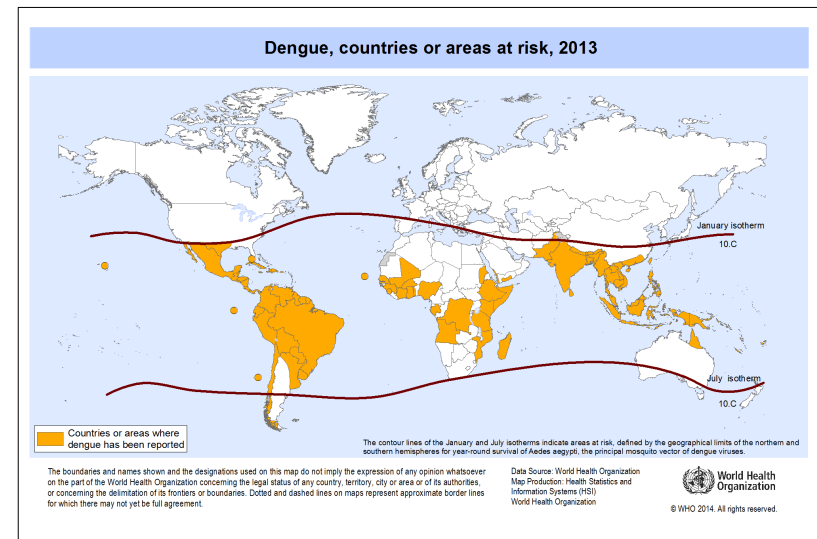 Dengue, countries or areas at risk, 2013
January isotherm
10.C
July isotherm
10.C
Countries or areas where
dengue has been reported
The contour lines of the January and July isotherms indicate areas at risk, defined by the geographical limits of the northern and
southern hemispheres for year-round survival of Aedes aegypti, the principal mosquito vector of dengue viruses.
The boundaries and names shown and the designations used on this map do not imply the expression of any opinion whatsoever
on the part of the World Health Organization concerning the legal status of any country, territory, city or area or of its authorities,
or concerning the delimitation of its frontiers or boundaries. Dotted and dashed lines on maps represent approximate border lines
for which there may not yet be full agreement.
Data Source: World Health Organization
Map Production: Health Statistics and
Information Systems (HSI)
World Health Organization
World Health
Organization
© WHO 2014. All rights reserved.